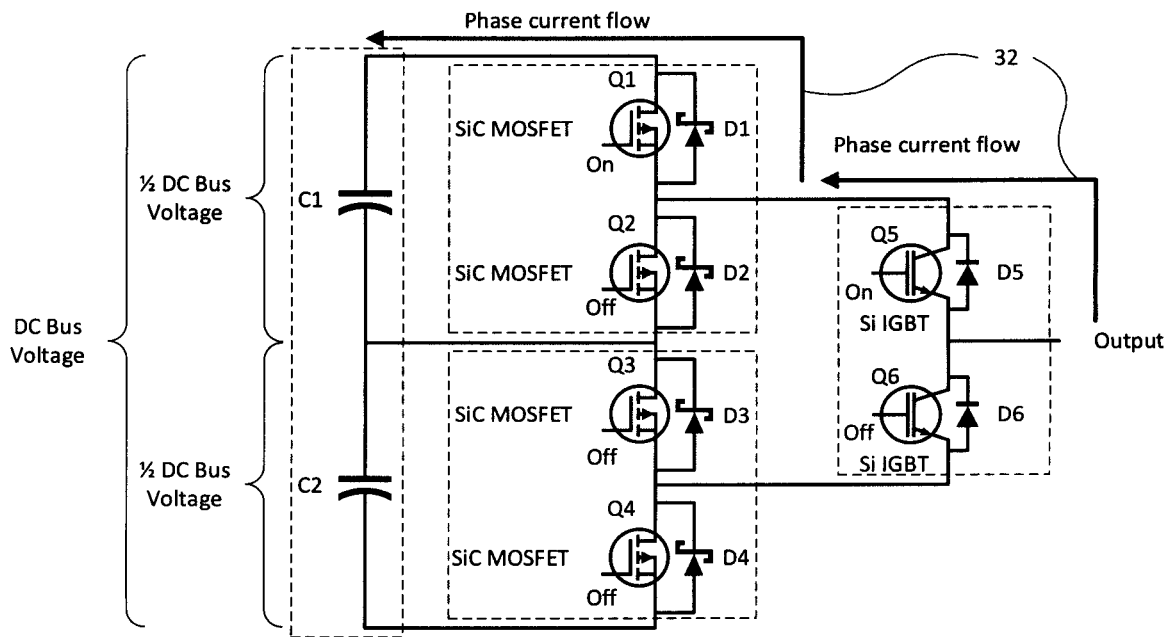 Phase current flow
32
Q1
SiC MOSFET
D1
On
Phase current flow
½ DC Bus
Voltage
C1
Q2
SiC MOSFET
D2
Off
Q5
D5
On
Si IGBT
DC Bus
Voltage
Output
Q3
SiC MOSFET
D3
Off
Q6
D6
Off
Si IGBT
½ DC Bus
Voltage
C2
Q4
SiC MOSFET
D4
Off